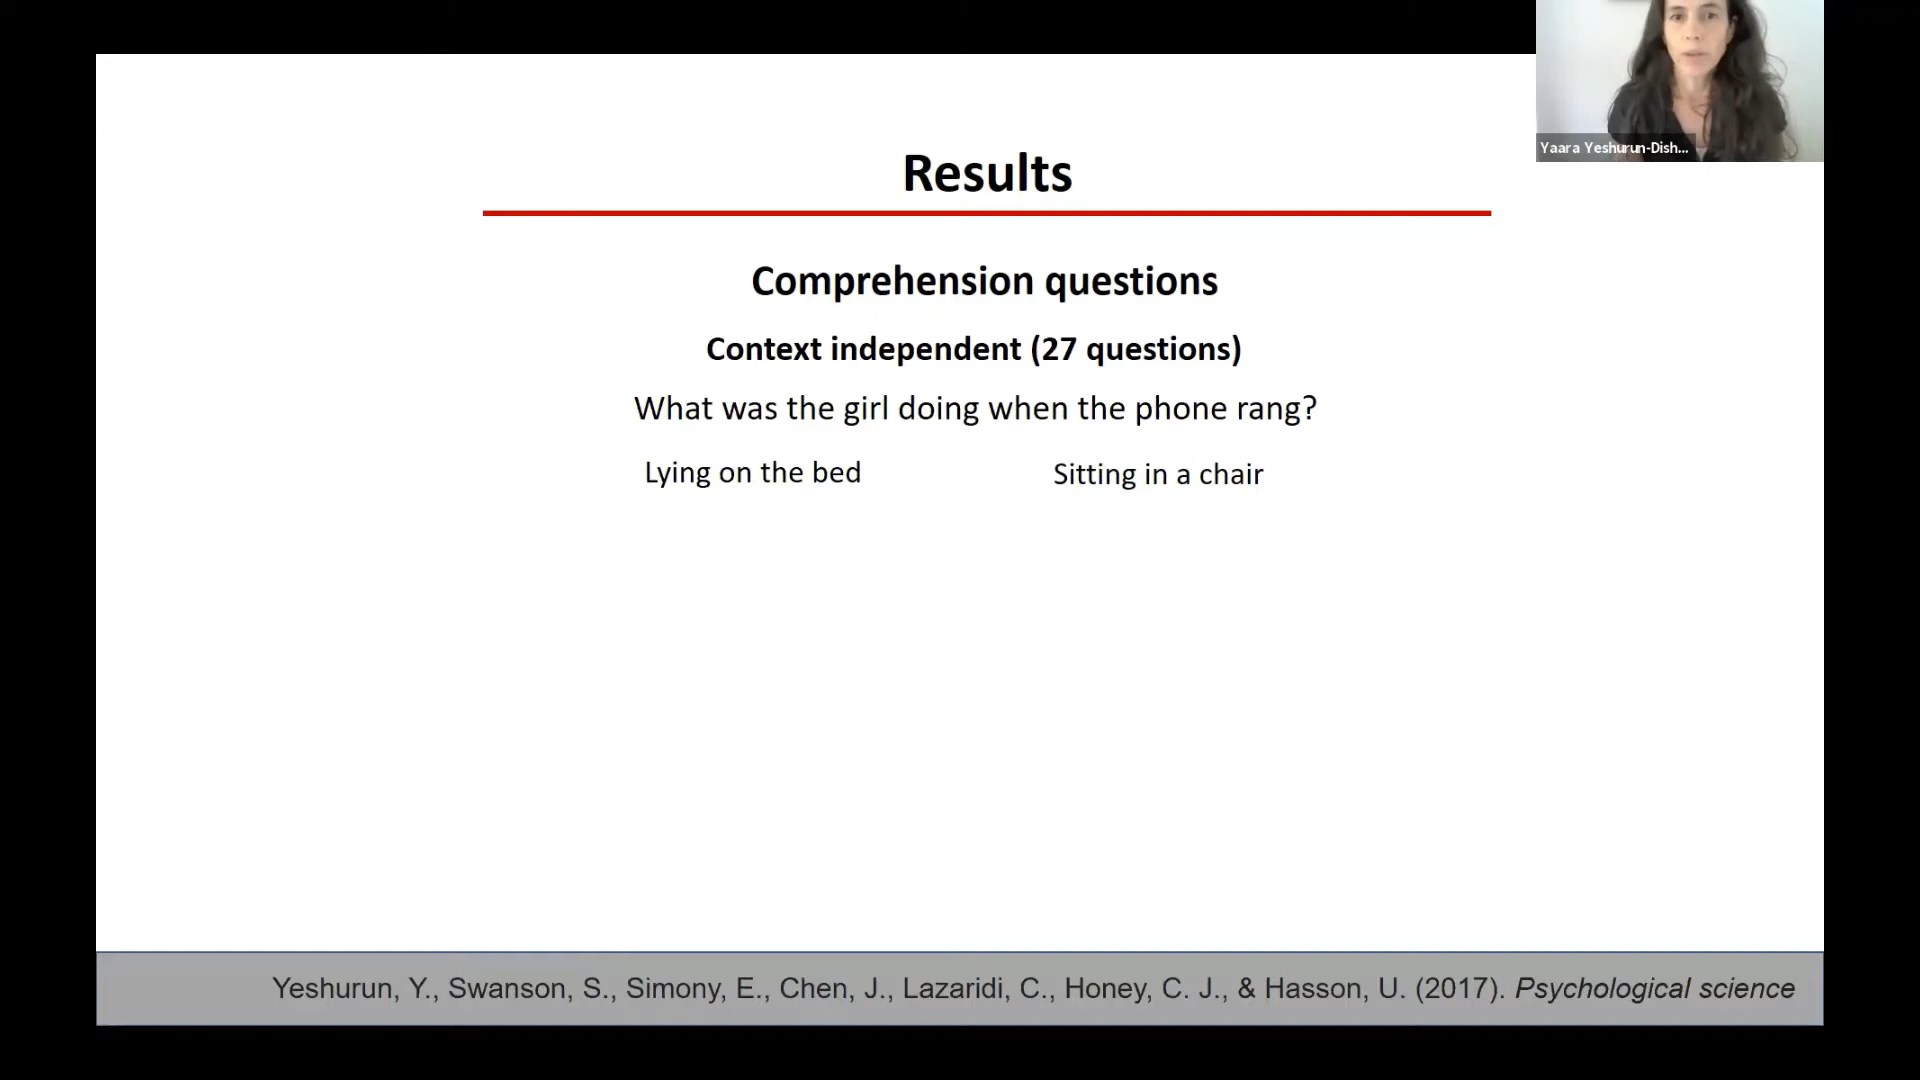 Yaara Yeshurun-Dish...
Results
Comprehension questions
Context independent (27 questions)
What was the girl doing when the phone rang?
Lying on the bed
Sitting in a chair
Yeshurun, Y., Swanson, S., Simony, E., Chen, J., Lazaridi, C., Honey, C. J., & Hasson, U. (2017). Psychological science